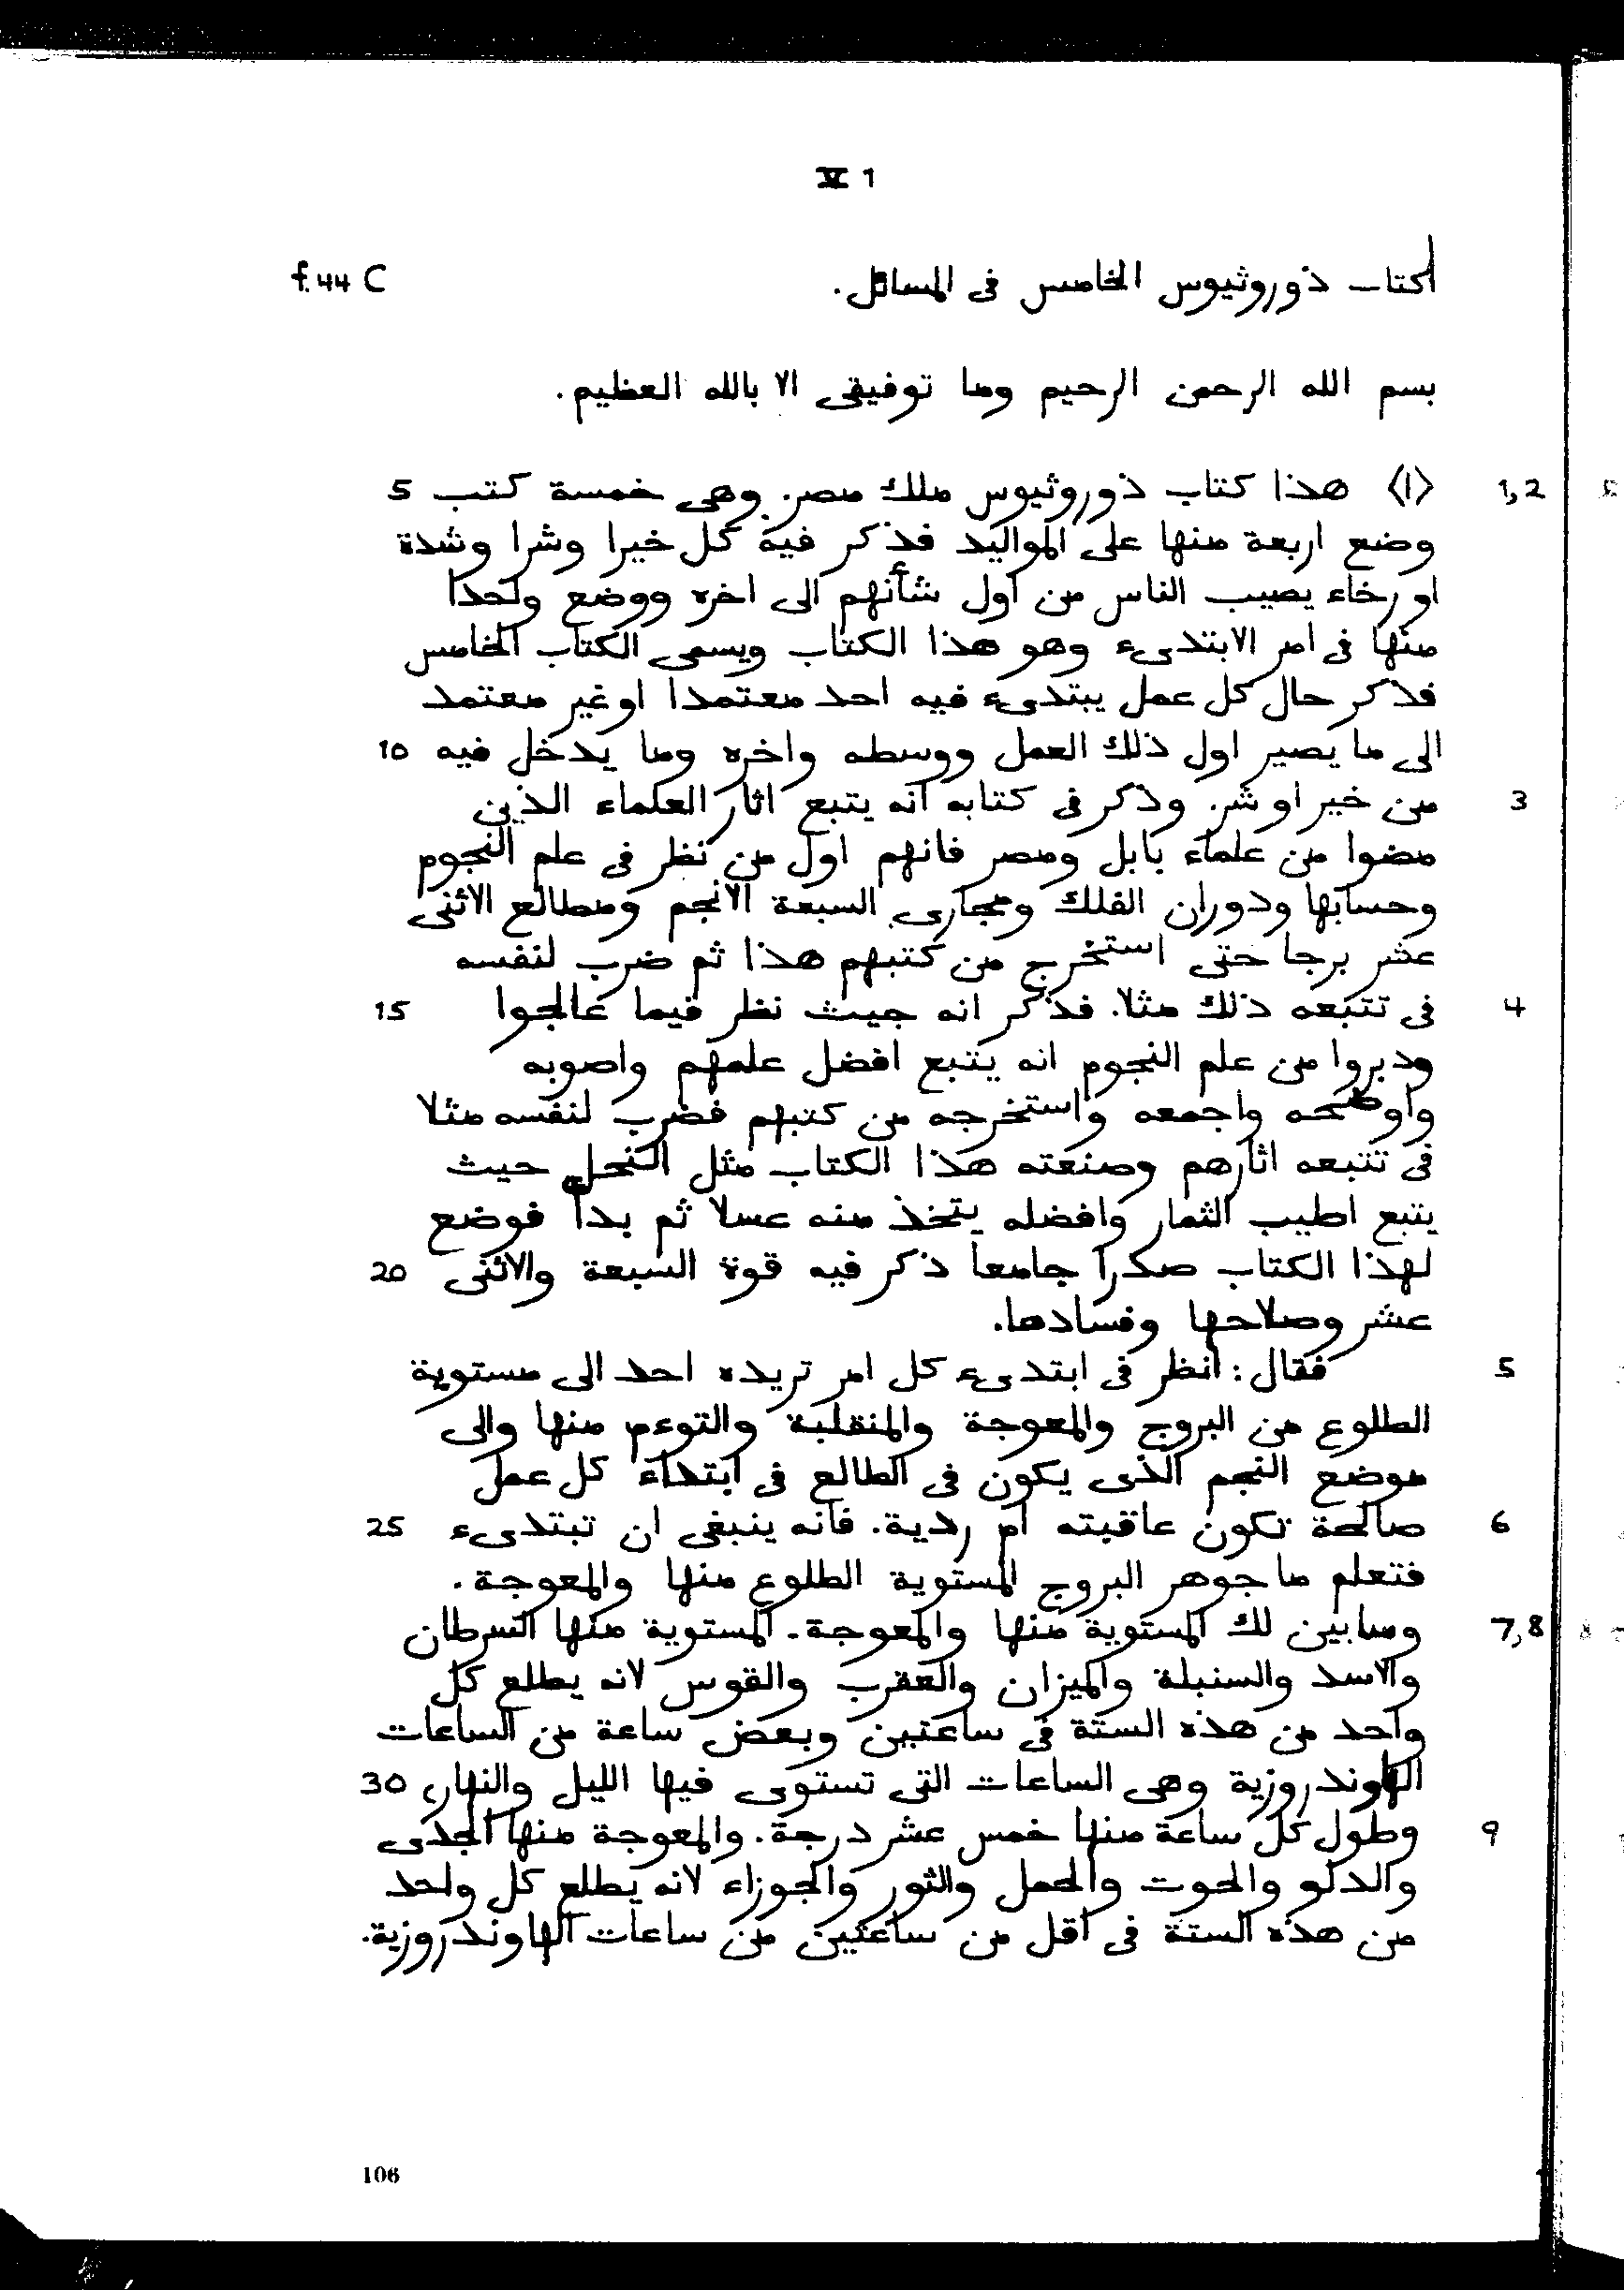 V 1
f.44 C
كتاب ذوروثيوس الخامس فى المسائل.
بسم الله الرحمن الرحيم وما توفيقى الا بالله العظيم.
1,2 〈ا〉 هذا كتاب ذوروثيوس ملك مصر. وهى خمسة كتب 5
وضع اربعة منها على المواليد فذكر فيه كل خيرا وشرا وشدة
او رخاء يصيب الناس من اول شأنهم الى اخره ووضع واحدا
منها فى امر الابتدىء وهو هذا الكتاب ويسمى الكتاب الخامس
فذكر حال كل عمل يبتدىء فيه احد معتمدا اوغير معتمد
الى ما يصير اول ذلك العمل ووسطه واخره وما يدخل فيه 10
3 من خير او شر. وذكر فى كتابه انه يتبع اثار العلماء الذين
مضوا من علماء بابل ومصر فانهم اول من نظر فى علم النجوم
وحسابها ودوران الفلك ومجارى السبعة الانجم ومطالع الاثنى
عشر برجا حتى استخرج من كتبهم هذا ثم ضرب لنفسه
4 فى تتبعه ذلك مثلا. فذكر انه جيث نظر فيما عالجوا 15
ودبروا من علم النجوم انه يتبع افضل علمهم واصوبه
واوضحه واجمعه واستخرجه من كتبهم فضرب لنفسه مثلا
فى تتبعه اثارهم وصنعته هذا الكتاب مثل النحل حيث
يتبع اطيب الثمار وافضله يتخذ منه عسلا ثم بدأ فوضع
لهذا الكتاب صدرا جامعا ذكر فيه قوة السبعة والاثنى 20
عشر وصلاحها وفسادها.
5 فقال: انظر فى ابتدىء كل امر تريده احد الى مستوية
الطلوع من البروج والمعوجة والمنقلبة والتوءم منها والى
موضع النجم الذى يكون فى الطالع فى ابتداء كل عمل
6 صالحة تكون عاقبته ام ردية. فانه ينبغى ان تبتدىء 25
فتعلم ما جوهر البروج المستوية الطلوع منها والمعوجة.
7,8 وسابين لك المستوية منها والمعوجة. المستوية منها السرطان
والاسد والسنبلة والميزان والعقرب والقوس لانه يطلع كل
واحد من هذه الستة فى ساعتين وبعض ساعة من الساعات
الهاوندروزية وهى الساعات التى تستوى فيها الليل والنهار، 30
9 وطول كل ساعة منها خمس عشر درجة. والمعوجة منها الجدى
والدلو والحوت والحمل والثور والجوزاء لانه يطلع كل واحد
من هذه الستة فى اقل من ساعتين من ساعات الهاوندروزية.
106